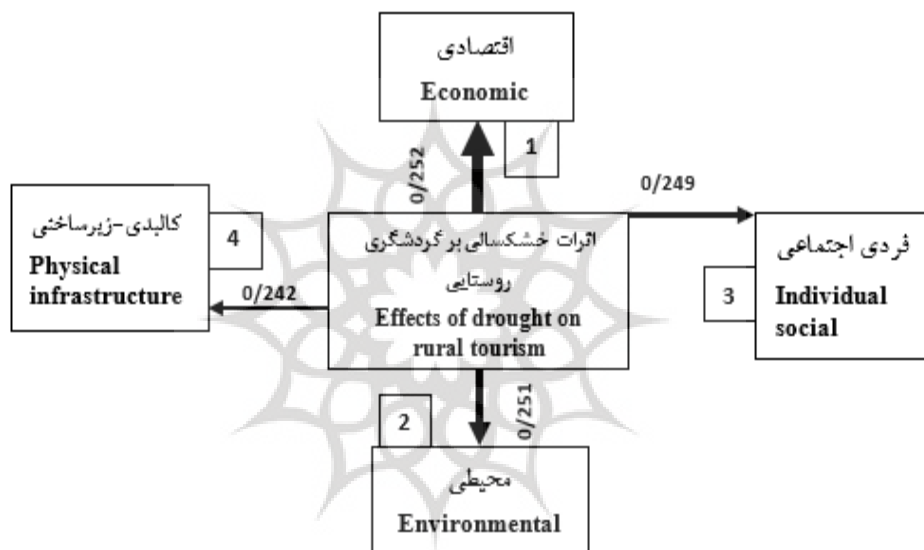 اقتصادی
Economic
1
0/252
0/249
کالبدی-زیرساختی
Physical
infrastructure
4
0/242
اثرات خشکسالی بر گردشگری
روستایی
Effects of drought on
rural tourism
فردی اجتماعی
Individual
social
3
2
0/251
محیطی
Environmental